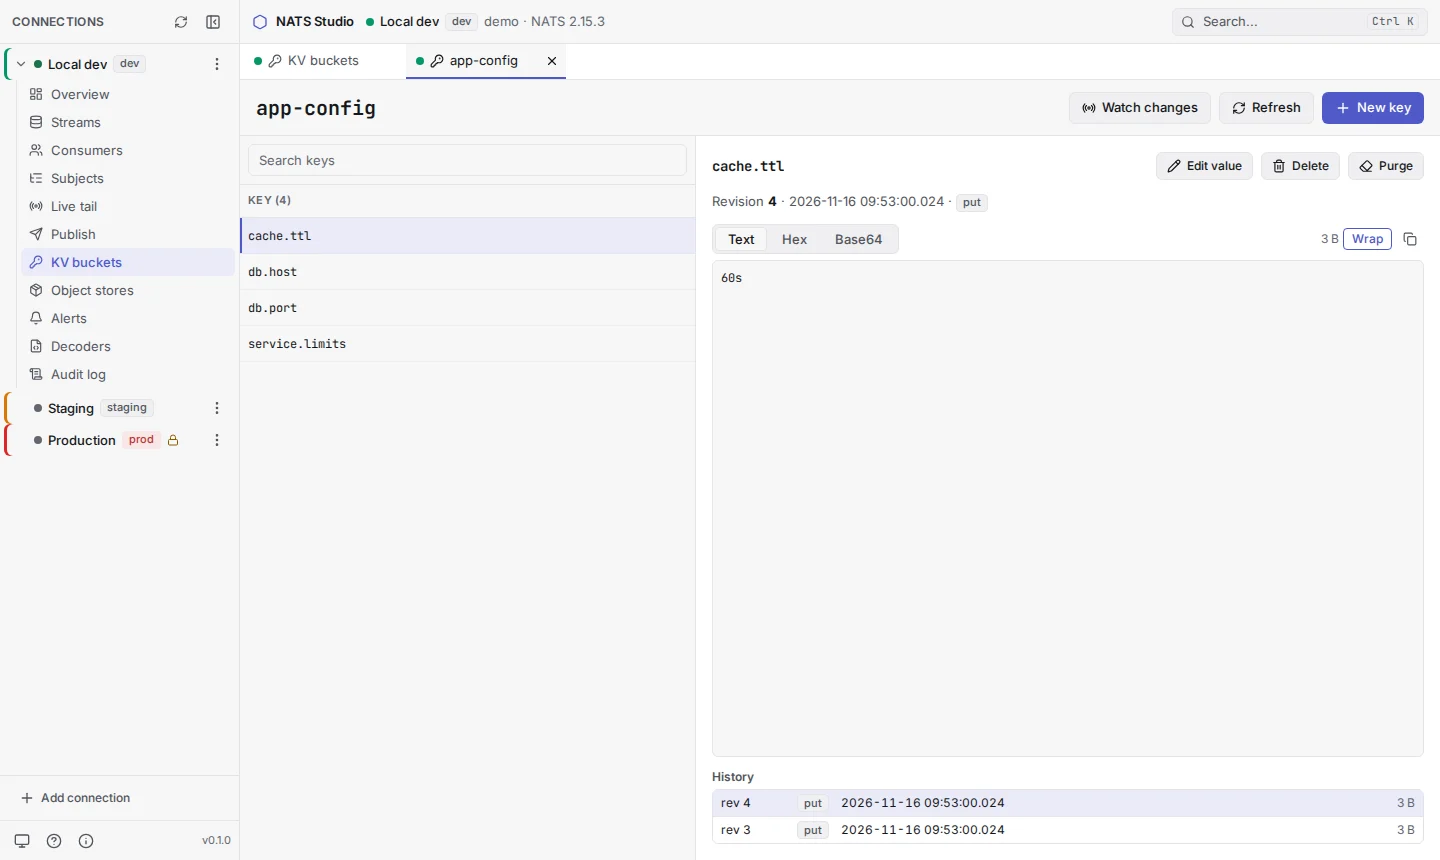 CONNECTIONS
NATS Studio Local dev dev demo · NATS 2.15.3
Search... Ctrl K
Local dev dev
Overview
Streams
Consumers
Subjects
Live tail
Publish
KV buckets
Object stores
Alerts
Decoders
Audit log
Staging staging
Production prod
Add connection
v0.1.0
KV buckets app-config
app-config
Watch changes Refresh New key
Search keys
KEY (4)
cache.ttl
db.host
db.port
service.limits
cache.ttl
Edit value Delete Purge
Revision 4 · 2026-11-16 09:53:00.024 · put
Text Hex Base64
3 B Wrap
60s
History
rev 4 put 2026-11-16 09:53:00.024 3 B
rev 3 put 2026-11-16 09:53:00.024 3 B